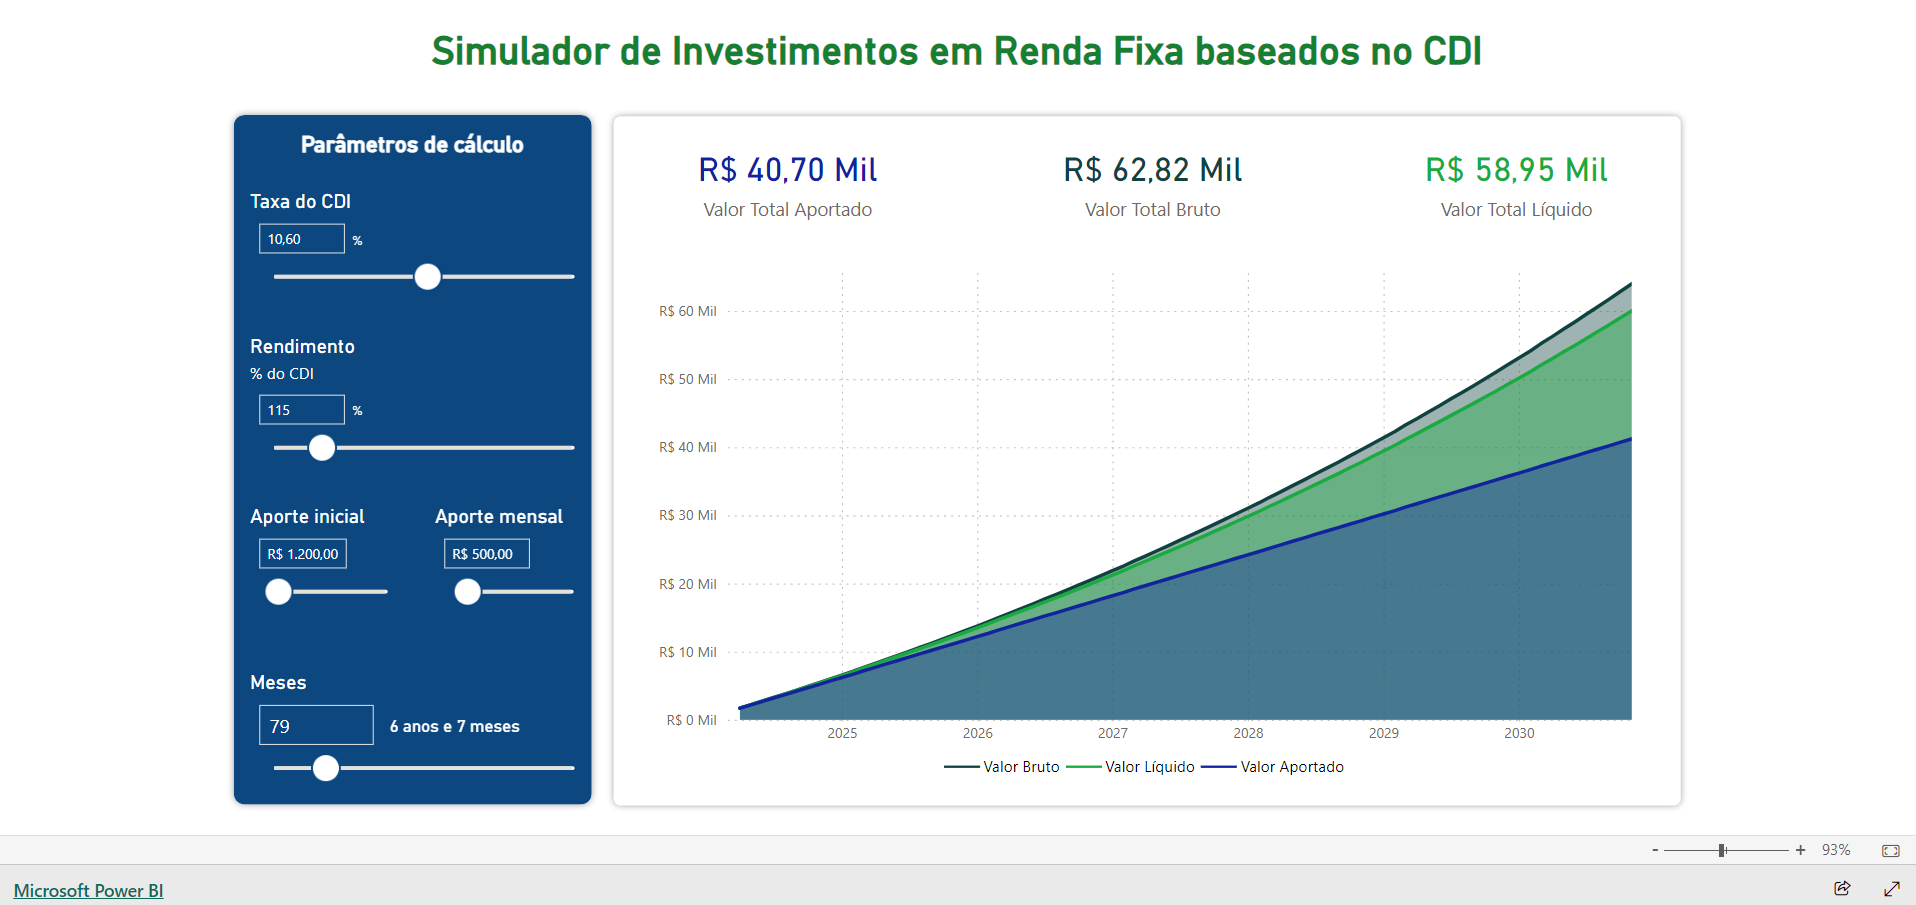 Simulador de Investimentos em Renda Fixa baseados no CDI
Parâmetros de cálculo
Taxa do CDI
10,60 %
Rendimento
% do CDI
115 %
Aporte inicial
R$ 1.200,00
Aporte mensal
R$ 500,00
Meses
79
6 anos e 7 meses
R$ 40,70 Mil
Valor Total Aportado
R$ 62,82 Mil
Valor Total Bruto
R$ 58,95 Mil
Valor Total Líquido
R$ 60 Mil
R$ 50 Mil
R$ 40 Mil
R$ 30 Mil
R$ 20 Mil
R$ 10 Mil
R$ 0 Mil
2025 2026 2027 2028 2029 2030
Valor Bruto Valor Líquido Valor Aportado
- + 93%
Microsoft Power BI